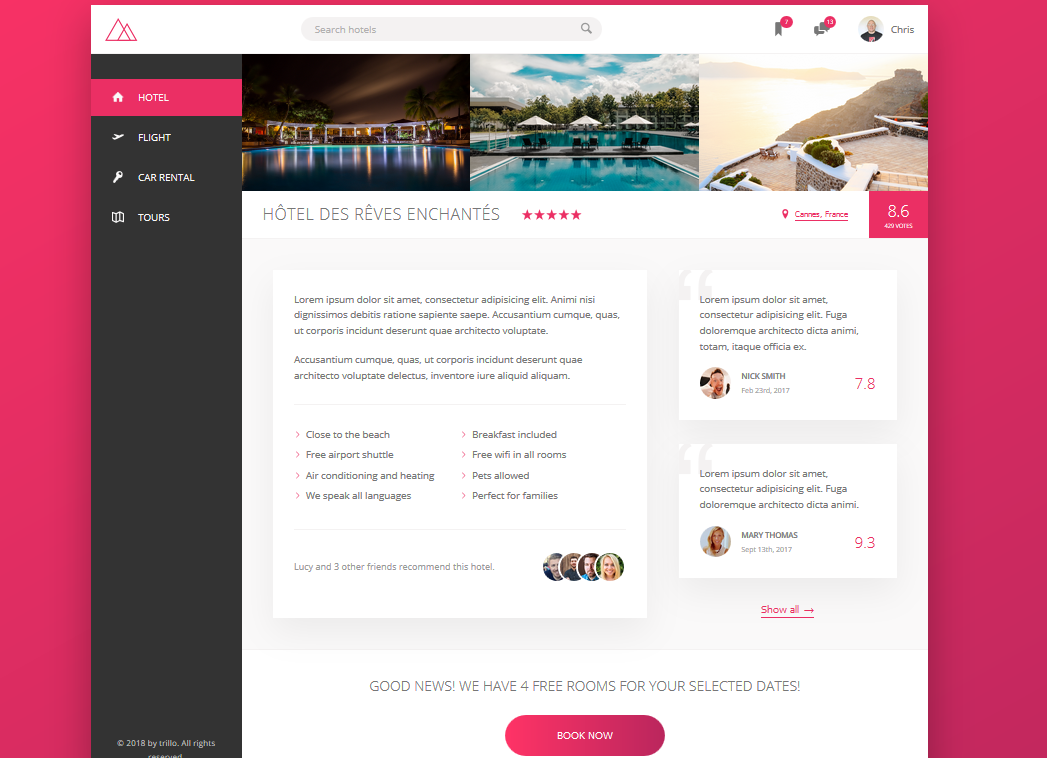 Search hotels
7
13
Chris
HOTEL
FLIGHT
CAR RENTAL
TOURS
© 2018 by trillo. All rights
reserved
HÔTEL DES RÊVES ENCHANTÉS
Cannes, France
8.6
429 VOTES
Lorem ipsum dolor sit amet, consectetur adipisicing elit. Animi nisi
dignissimos debitis ratione sapiente saepe. Accusantium cumque, quas,
ut corporis incidunt deserunt quae architecto voluptate.
Accusantium cumque, quas, ut corporis incidunt deserunt quae
architecto voluptate delectus, inventore iure aliquid aliquam.
Close to the beach
Breakfast included
Free airport shuttle
Free wifi in all rooms
Air conditioning and heating
Pets allowed
We speak all languages
Perfect for families
Lucy and 3 other friends recommend this hotel.
“
Lorem ipsum dolor sit amet,
consectetur adipisicing elit. Fuga
doloremque architecto dicta animi,
totam, itaque officia ex.
NICK SMITH
Feb 23rd, 2017
7.8
“
Lorem ipsum dolor sit amet,
consectetur adipisicing elit. Fuga
doloremque architecto dicta animi.
MARY THOMAS
Sept 13th, 2017
9.3
Show all →
GOOD NEWS! WE HAVE 4 FREE ROOMS FOR YOUR SELECTED DATES!
BOOK NOW